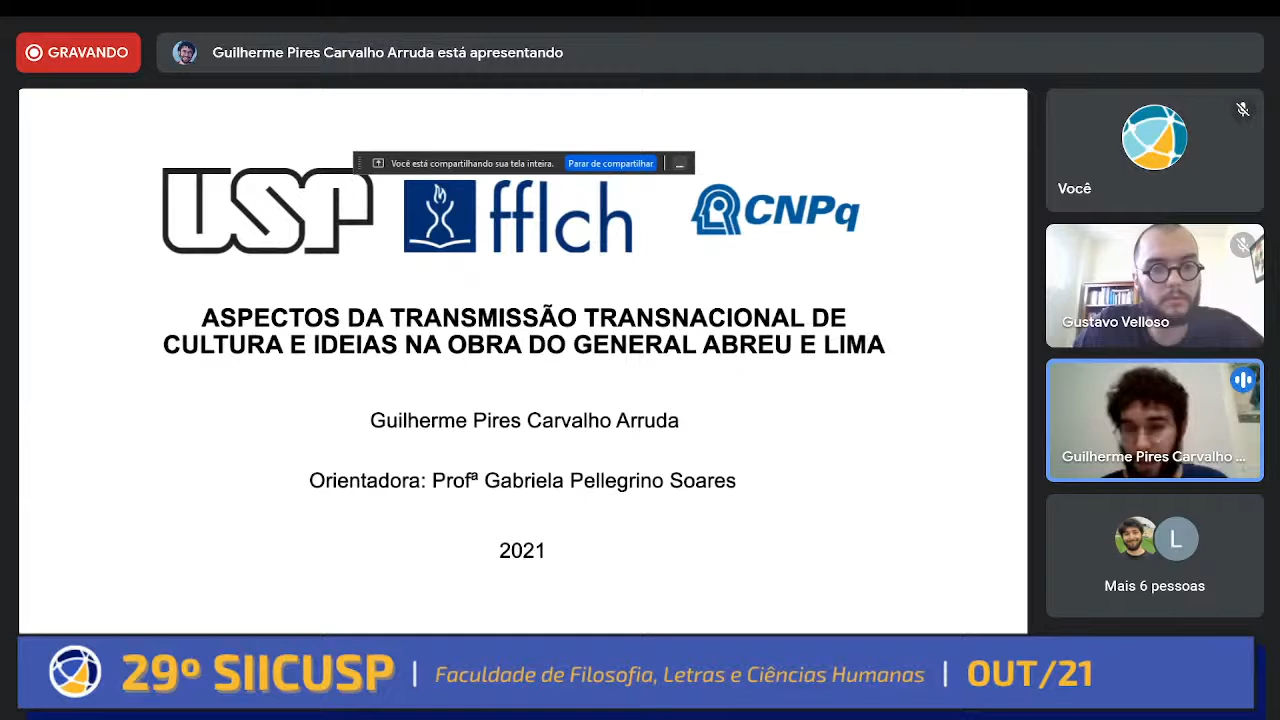 GRAVANDO
Guilherme Pires Carvalho Arruda está apresentando
Você está compartilhando sua tela inteira. Parar de compartilhar
USP fflch CNPq
ASPECTOS DA TRANSMISSÃO TRANSNACIONAL DE
CULTURA E IDEIAS NA OBRA DO GENERAL ABREU E LIMA
Guilherme Pires Carvalho Arruda
Orientadora: Profª Gabriela Pellegrino Soares
2021
Você
Gustavo Velloso
Guilherme Pires Carvalho ...
L
Mais 6 pessoas
29º SIICUSP | Faculdade de Filosofia, Letras e Ciências Humanas | OUT/21